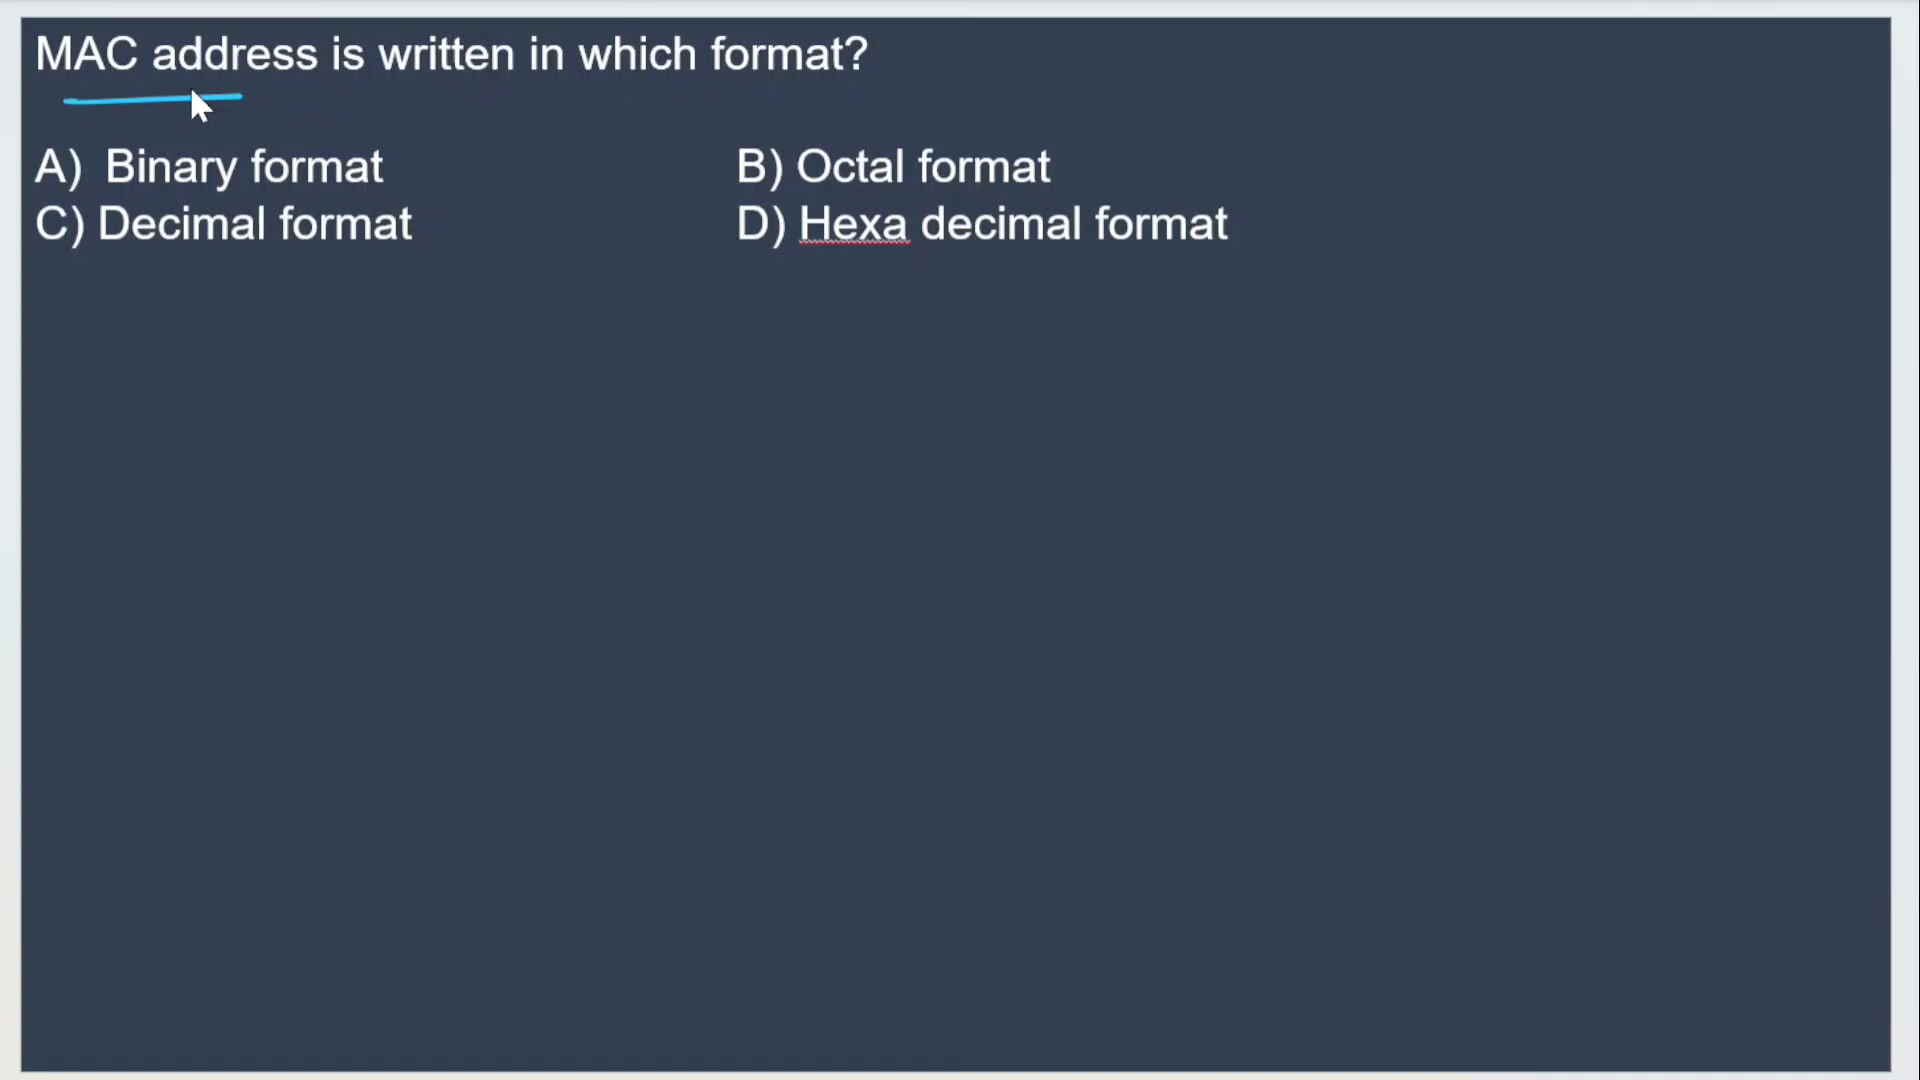 MAC address is written in which format?
A) Binary format B) Octal format
C) Decimal format D) Hexa decimal format